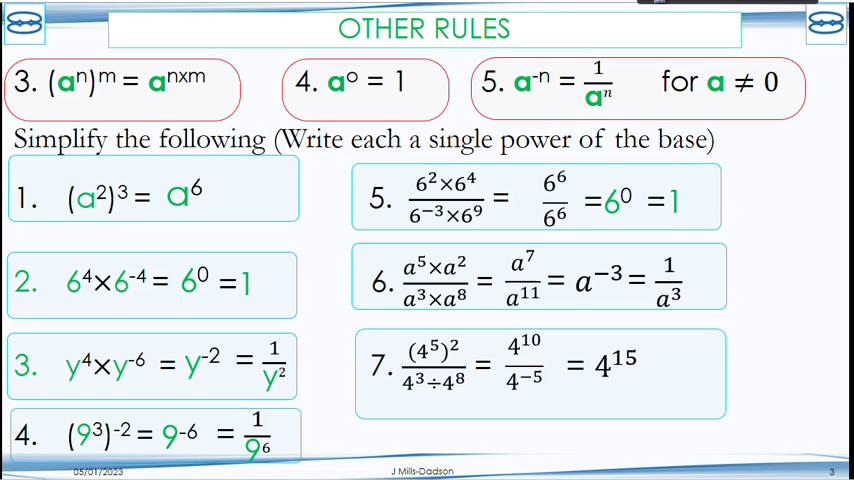 OTHER RULES
3. (aⁿ)ᵐ = aⁿˣᵐ
4. a⁰ = 1
5. a⁻ⁿ = 1/aⁿ for a ≠ 0
Simplify the following (Write each a single power of the base)
1. (a²)³ = a⁶
2. 6⁴×6⁻⁴ = 6⁰ =1
3. y⁴×y⁻⁶ = y⁻² = 1/y²
4. (9³)⁻² = 9⁻⁶ = 1/9⁶
5. (6²×6⁴)/(6⁻³×6⁹) = 6⁶/6⁶ =6⁰ =1
6. (a⁵×a²)/(a³×a⁸) = a⁷/a¹¹ = a⁻³ = 1/a³
7. (4⁵)²/(4³÷4⁸) = 4¹⁰/4⁻⁵ = 4¹⁵
05/01/2023
J Mills-Dadson
3